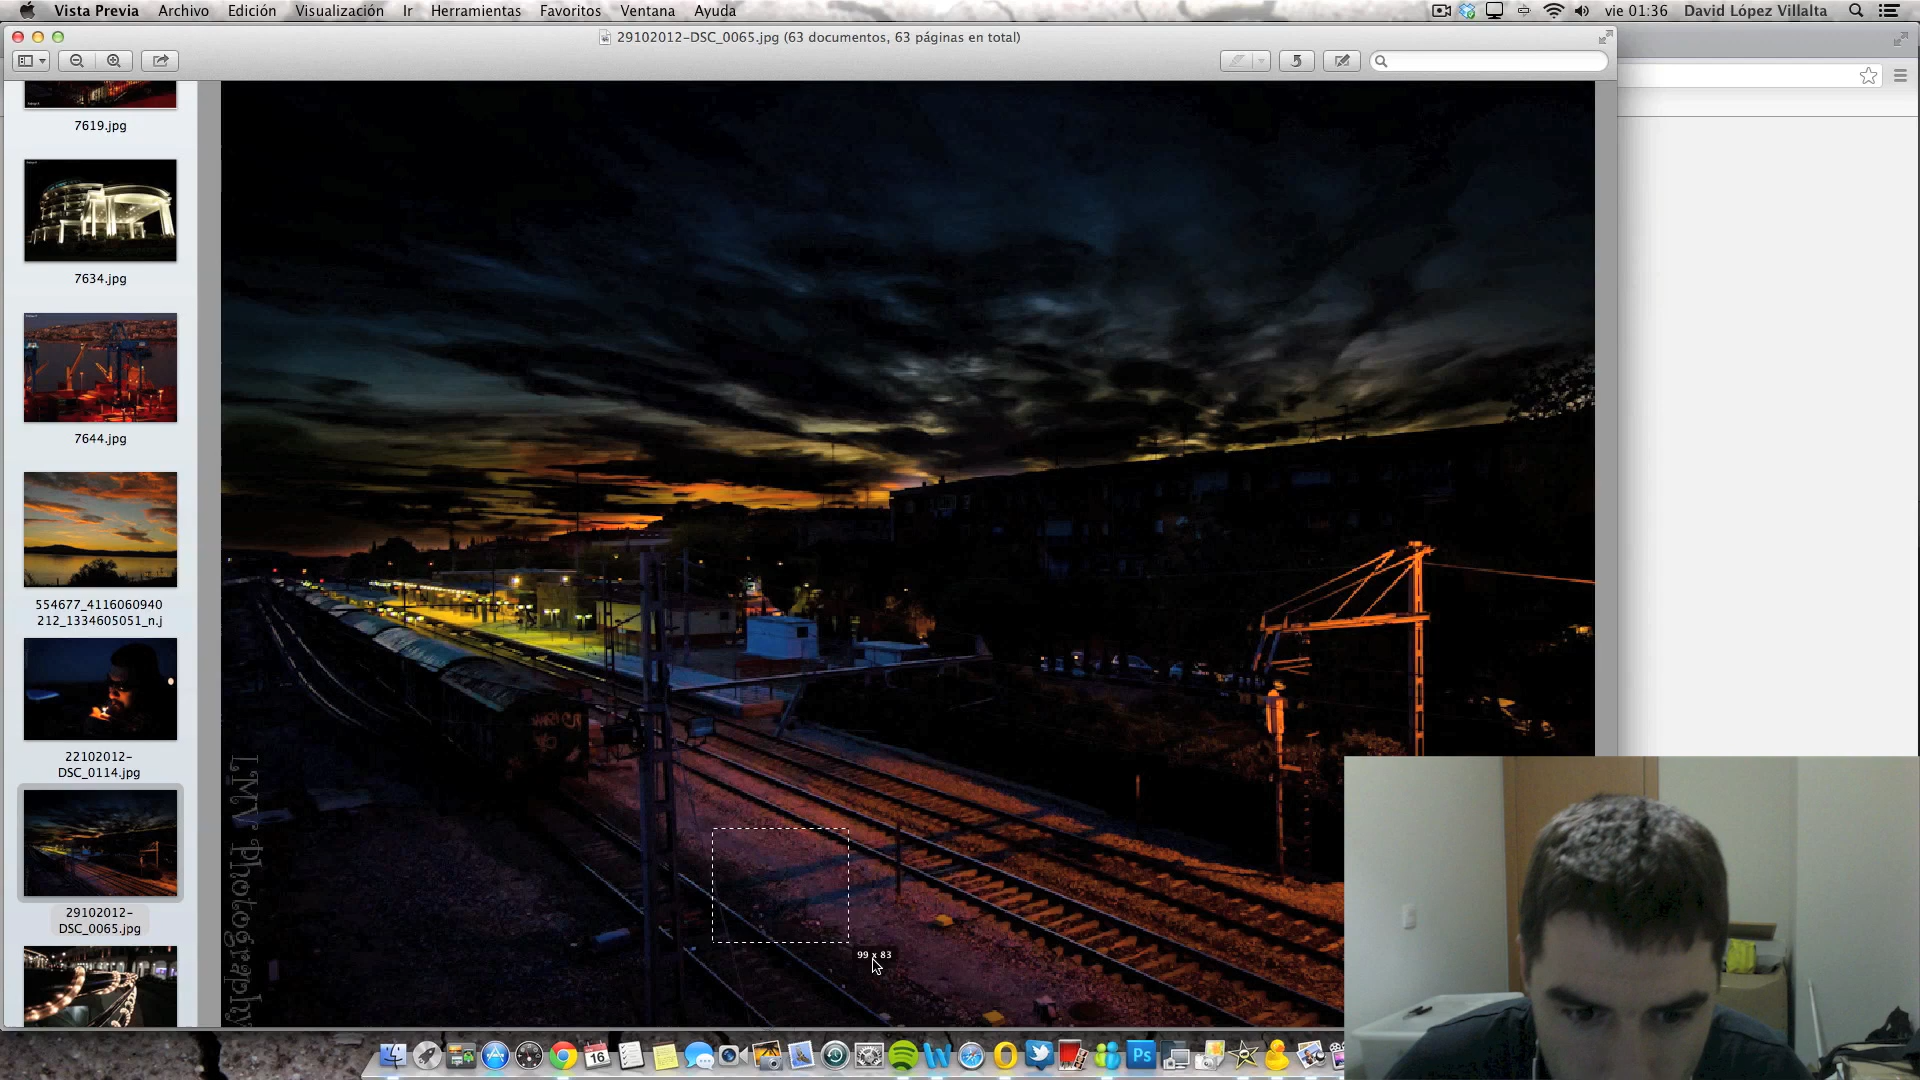 Vista Previa Archivo Edición Visualización Ir Herramientas Favoritos Ventana Ayuda
vie 01:36 David López Villalta
29102012-DSC_0065.jpg (63 documentos, 63 páginas en total)
7619.jpg
7634.jpg
7644.jpg
554677_4116060940
212_1334605051_n.j
22102012-
DSC_0114.jpg
29102012-
DSC_0065.jpg
LMV Photography
99 x 83
16
Ps